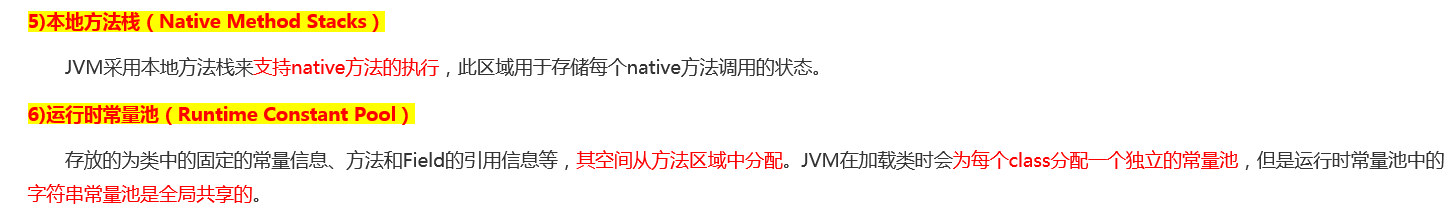 5)本地方法栈（Native Method Stacks）
JVM采用本地方法栈来支持native方法的执行，此区域用于存储每个native方法调用的状态。
6)运行时常量池（Runtime Constant Pool）
存放的为类中的固定的常量信息、方法和Field的引用信息等，其空间从方法区域中分配。JVM在加载类时会为每个class分配一个独立的常量池，但是运行时常量池中的
字符串常量池是全局共享的。